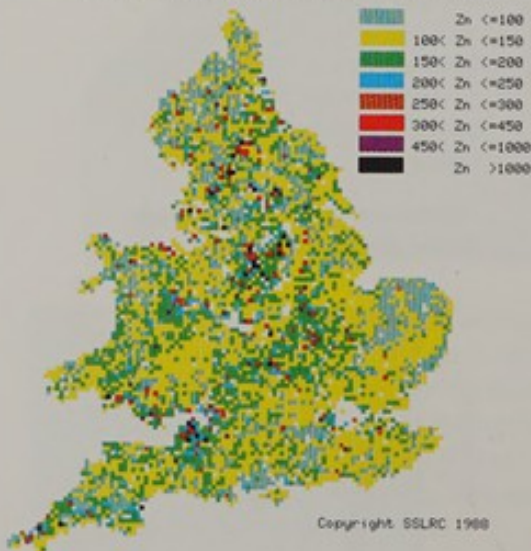 Zn <=100
100< Zn <=150
150< Zn <=200
200< Zn <=250
250< Zn <=300
300< Zn <=450
450< Zn <=1000
Zn >1000
Copyright SSLRC 1988